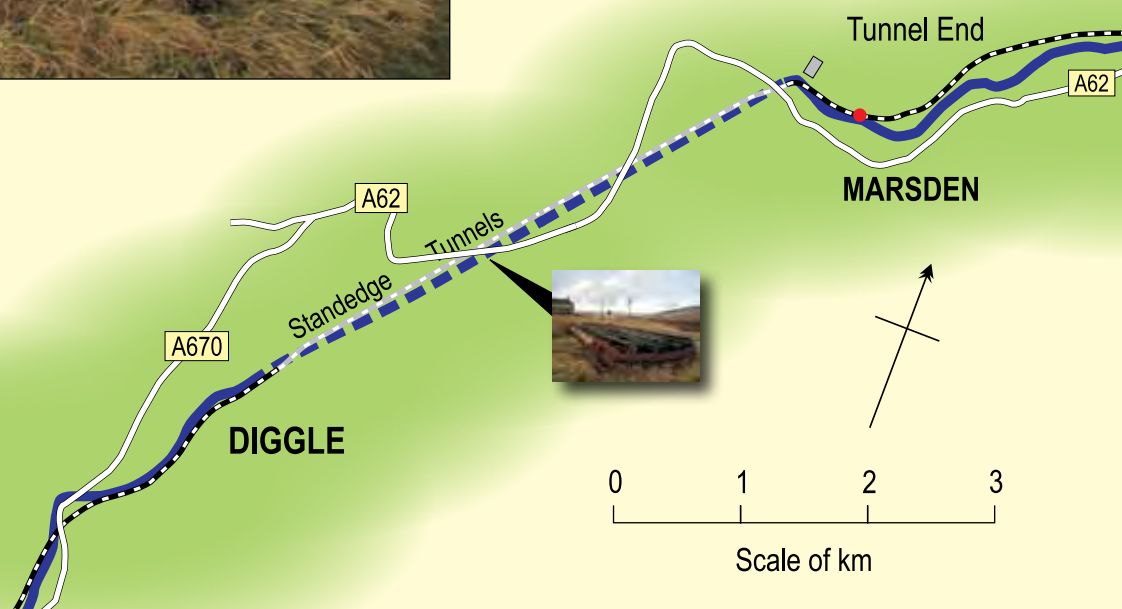 Tunnel End
A62
MARSDEN
A62
Standedge Tunnels
A670
DIGGLE
0 1 2 3
Scale of km